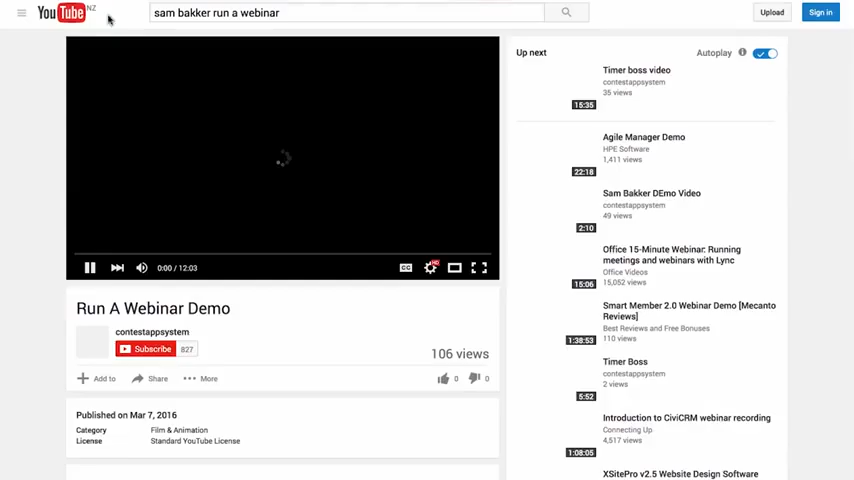 YouTube NZ
sam bakker run a webinar
Upload
Sign in
Up next
Autoplay
Timer boss video
contestappsystem
35 views
15:35
Agile Manager Demo
HPE Software
1,411 views
22:18
Sam Bakker DEmo Video
contestappsystem
49 views
2:10
Office 15-Minute Webinar: Running
meetings and webinars with Lync
Office Videos
15,052 views
15:06
Smart Member 2.0 Webinar Demo [Mecanto
Reviews]
Best Reviews and Free Bonuses
110 views
1:38:53
Timer Boss
contestappsystem
2 views
5:52
Introduction to CiviCRM webinar recording
Connecting Up
4,517 views
1:08:05
XSitePro v2.5 Website Design Software
0:00 / 12:03
CC
HD
Run A Webinar Demo
contestappsystem
Subscribe 827
106 views
Add to
Share
More
0
0
Published on Mar 7, 2016
Category Film & Animation
License Standard YouTube License